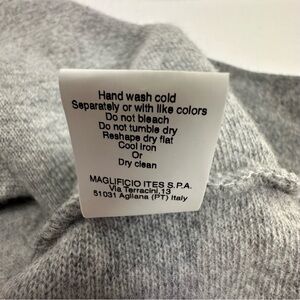 Hand wash cold
Separately or with like colors
Do not bleach
Do not tumble dry
Reshape dry flat
Cool iron
Or
Dry clean
MAGLIFICIO ITES S.P.A.
Via Terracini,13
51031 Agliana (PT) Italy